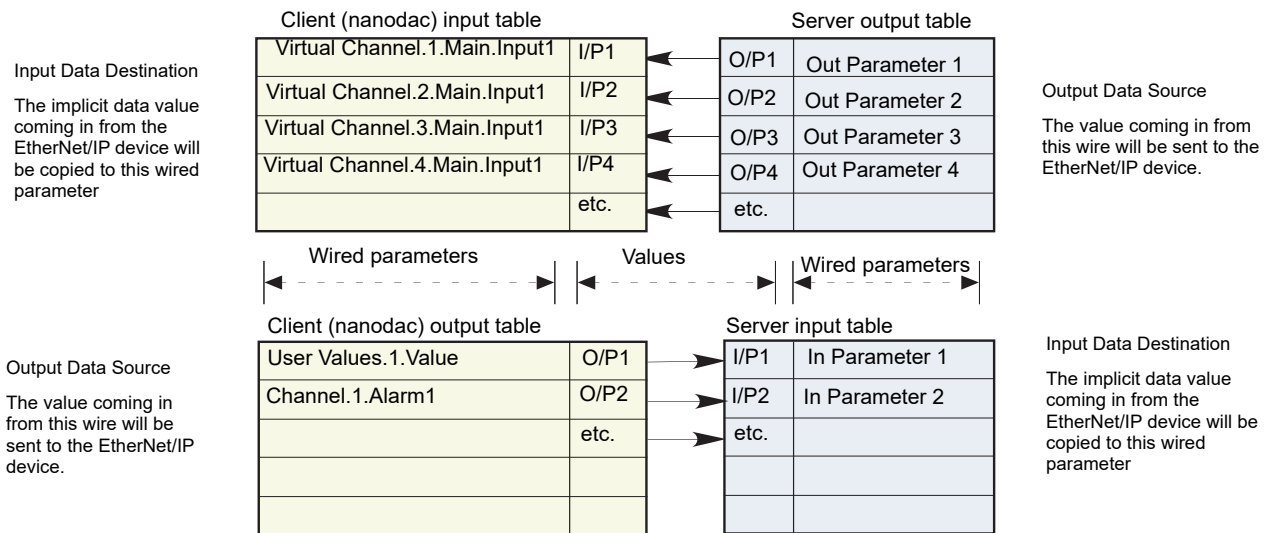 Client (nanodac) input table
Server output table
Input Data Destination
The implicit data value
coming in from the
EtherNet/IP device will
be copied to this wired
parameter
Virtual Channel.1.Main.Input1 I/P1
Virtual Channel.2.Main.Input1 I/P2
Virtual Channel.3.Main.Input1 I/P3
Virtual Channel.4.Main.Input1 I/P4
etc.
O/P1 Out Parameter 1
O/P2 Out Parameter 2
O/P3 Out Parameter 3
O/P4 Out Parameter 4
etc.
Output Data Source
The value coming in from
this wire will be sent to the
EtherNet/IP device.
Wired parameters
Values
Wired parameters
Client (nanodac) output table
Server input table
Output Data Source
The value coming in
from this wire will be
sent to the EtherNet/IP
device.
User Values.1.Value O/P1
Channel.1.Alarm1 O/P2
etc.
I/P1 In Parameter 1
I/P2 In Parameter 2
etc.
Input Data Destination
The implicit data value
coming in from the
EtherNet/IP device will be
copied to this wired
parameter